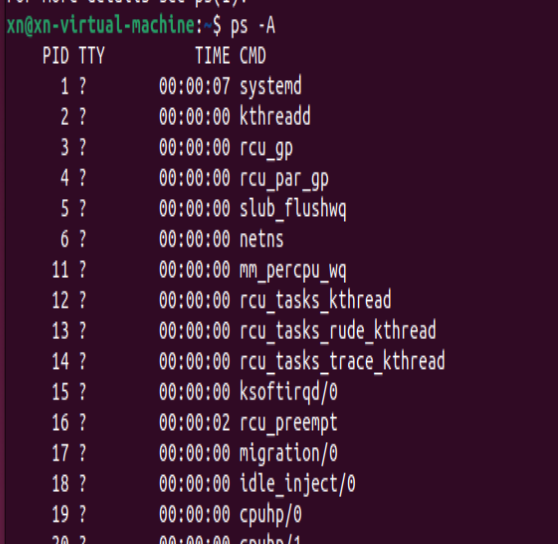 For more details see ps(1).
xn@xn-virtual-machine:~$ ps -A
PID TTY TIME CMD
1 ? 00:00:07 systemd
2 ? 00:00:00 kthreadd
3 ? 00:00:00 rcu_gp
4 ? 00:00:00 rcu_par_gp
5 ? 00:00:00 slub_flushwq
6 ? 00:00:00 netns
11 ? 00:00:00 mm_percpu_wq
12 ? 00:00:00 rcu_tasks_kthread
13 ? 00:00:00 rcu_tasks_rude_kthread
14 ? 00:00:00 rcu_tasks_trace_kthread
15 ? 00:00:00 ksoftirqd/0
16 ? 00:00:02 rcu_preempt
17 ? 00:00:00 migration/0
18 ? 00:00:00 idle_inject/0
19 ? 00:00:00 cpuhp/0
20 ? 00:00:00 cpuhp/1